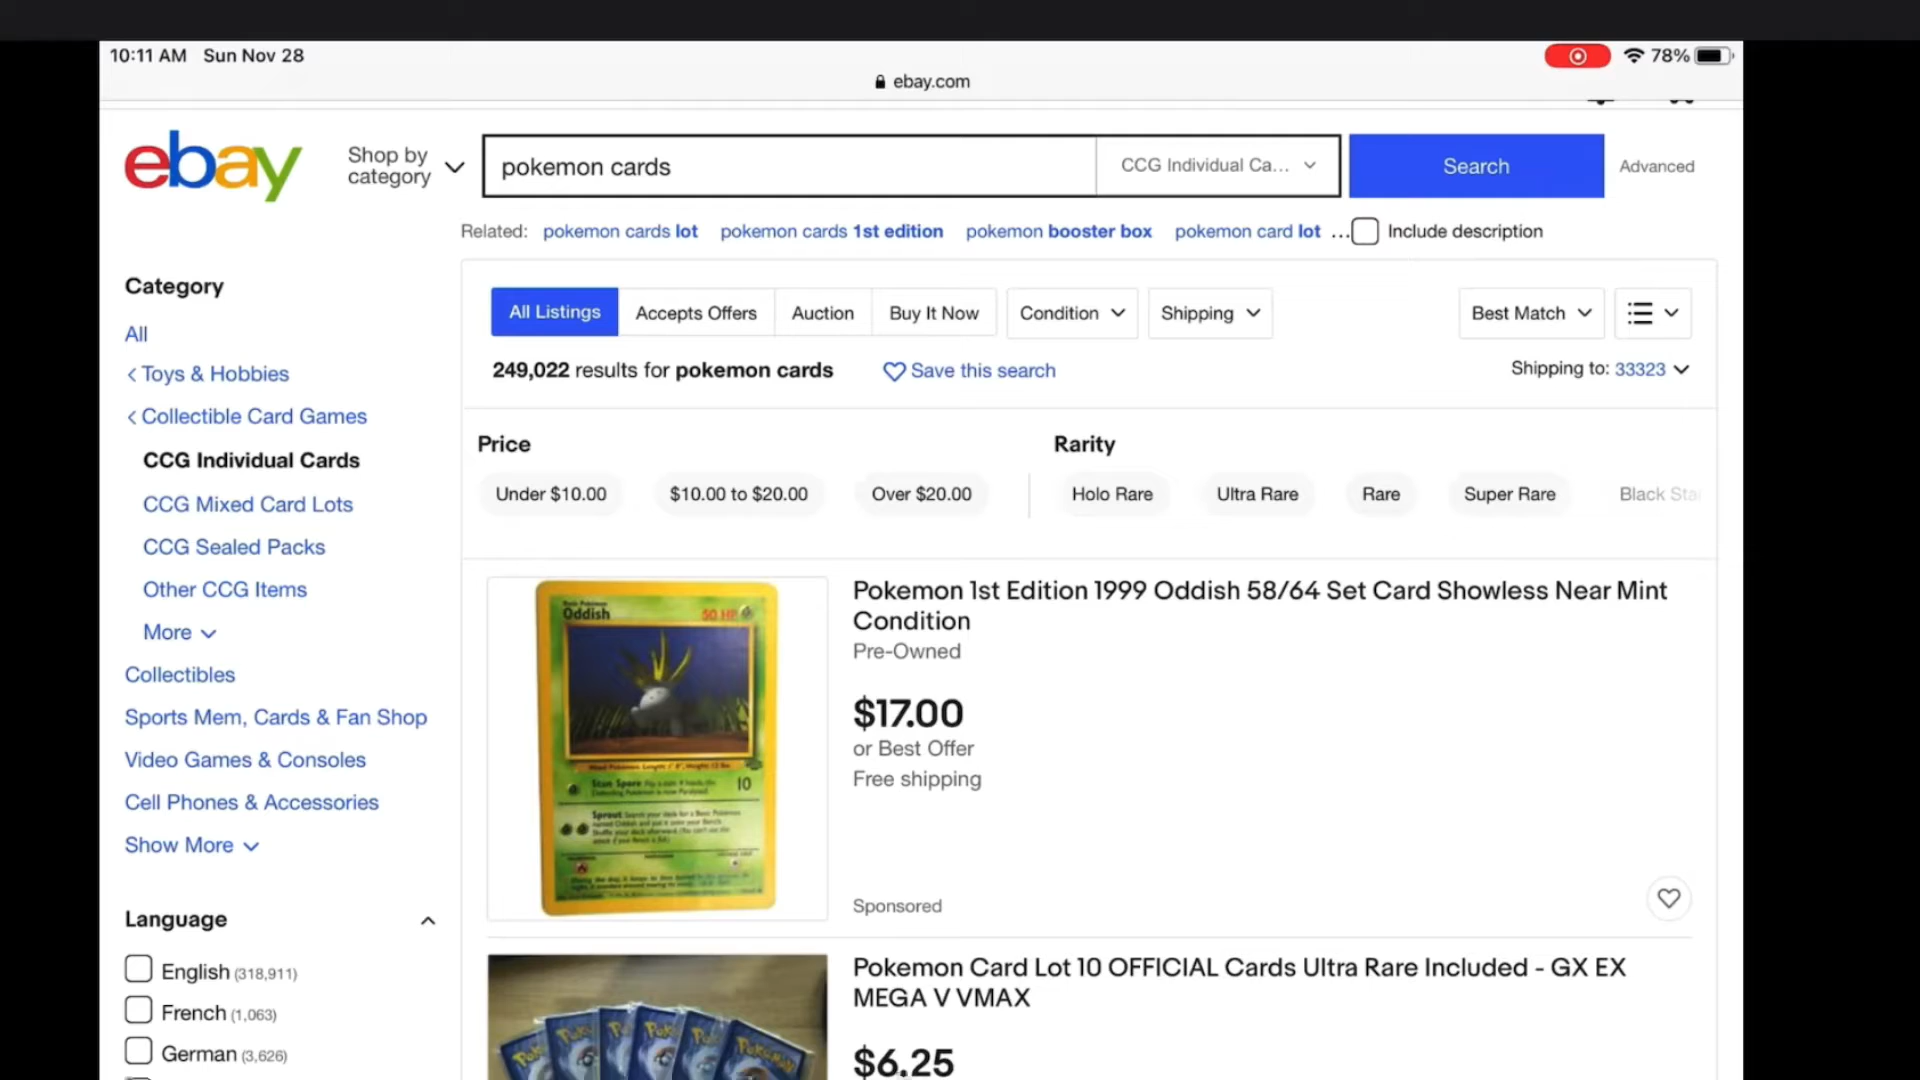 10:11 AM Sun Nov 28
78%
ebay.com
ebay
Shop by
category
pokemon cards
CCG Individual Ca...
Search
Advanced
Related: pokemon cards lot pokemon cards 1st edition pokemon booster box pokemon card lot ...
Include description
Category
All
Toys & Hobbies
Collectible Card Games
CCG Individual Cards
CCG Mixed Card Lots
CCG Sealed Packs
Other CCG Items
More
Collectibles
Sports Mem, Cards & Fan Shop
Video Games & Consoles
Cell Phones & Accessories
Show More
Language
English (318,911)
French (1,063)
German (3,626)
All Listings
Accepts Offers
Auction
Buy It Now
Condition
Shipping
Best Match
249,022 results for pokemon cards
Save this search
Shipping to: 33323
Price
Under $10.00
$10.00 to $20.00
Over $20.00
Rarity
Holo Rare
Ultra Rare
Rare
Super Rare
Black Sta
Oddish
50 HP
Stun Spore
10
Sprout
Pokemon 1st Edition 1999 Oddish 58/64 Set Card Showless Near Mint
Condition
Pre-Owned
$17.00
or Best Offer
Free shipping
Sponsored
Pokemon Card Lot 10 OFFICIAL Cards Ultra Rare Included - GX EX
MEGA V VMAX
$6.25